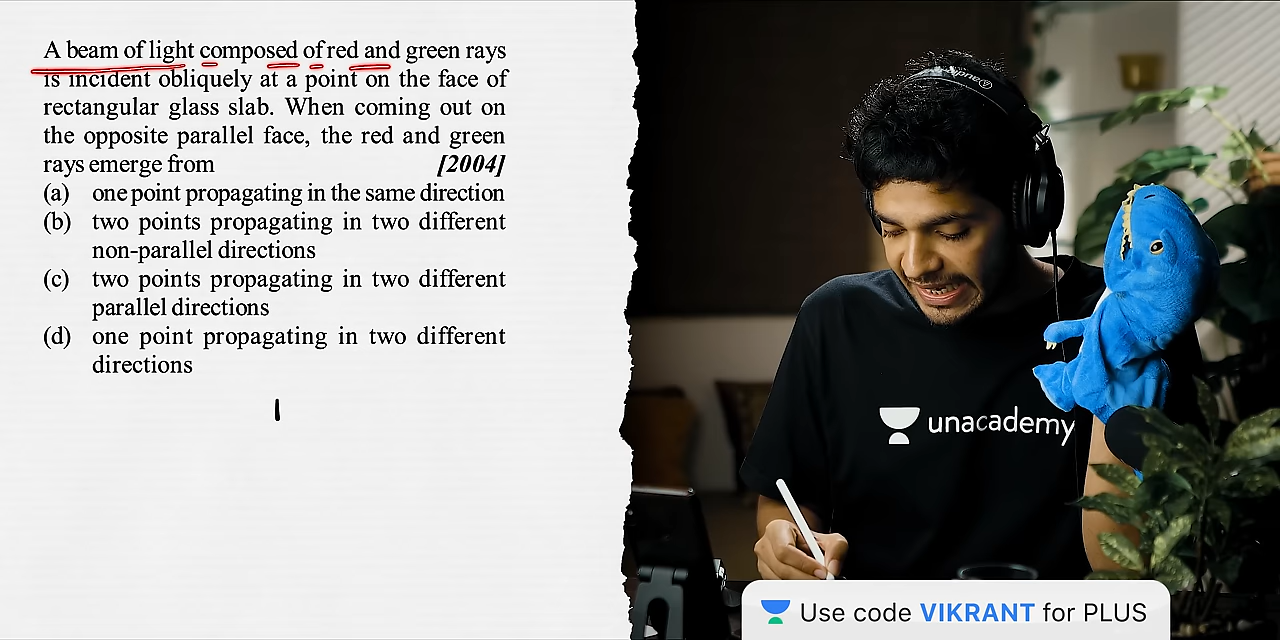 A beam of light composed of red and green rays
is incident obliquely at a point on the face of
rectangular glass slab. When coming out on
the opposite parallel face, the red and green
rays emerge from [2004]
(a) one point propagating in the same direction
(b) two points propagating in two different
non-parallel directions
(c) two points propagating in two different
parallel directions
(d) one point propagating in two different
directions
unacademy
Use code VIKRANT for PLUS